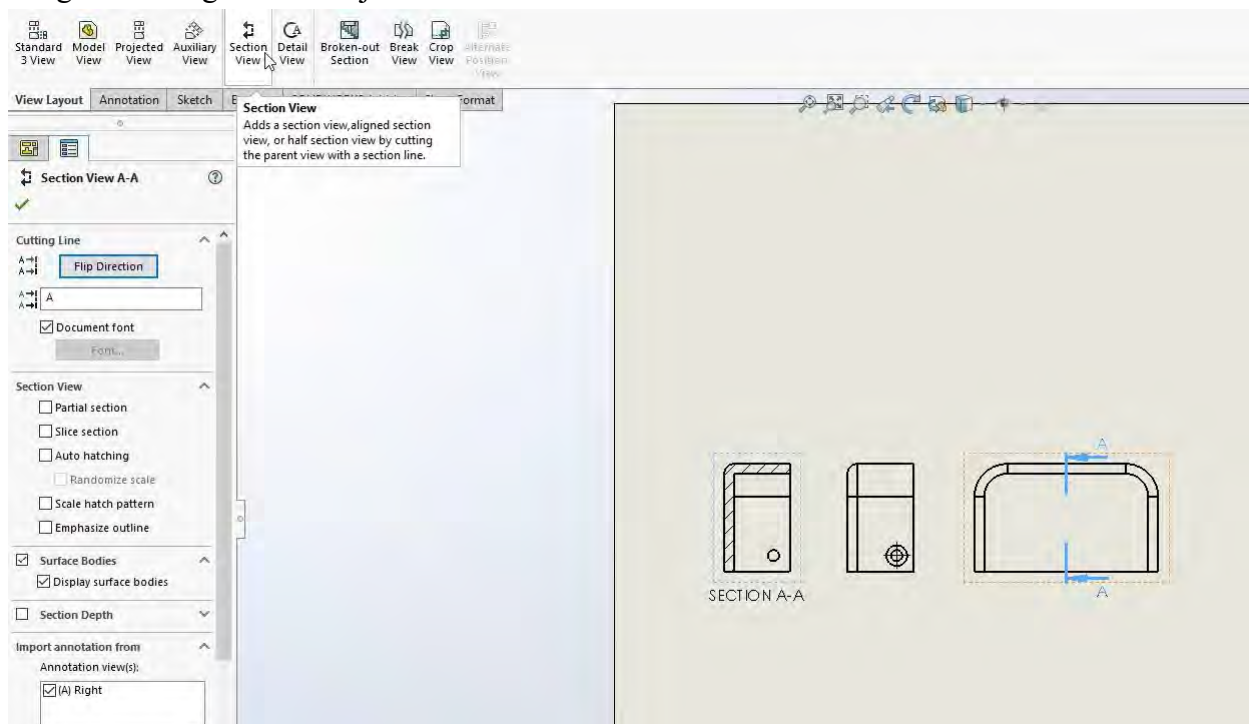 Standard 3 View Model View Projected View Auxiliary View Section View Detail View Broken-out Section Break View Crop View Alternate Position View
View Layout Annotation Sketch
Format
Section View
Adds a section view,aligned section
view, or half section view by cutting
the parent view with a section line.
Section View A-A
Cutting Line
Flip Direction
A
Document font
Font...
Section View
Partial section
Slice section
Auto hatching
Randomize scale
Scale hatch pattern
Emphasize outline
Surface Bodies
Display surface bodies
Section Depth
Import annotation from
Annotation view(s):
(A) Right
A
A
SECTION A-A